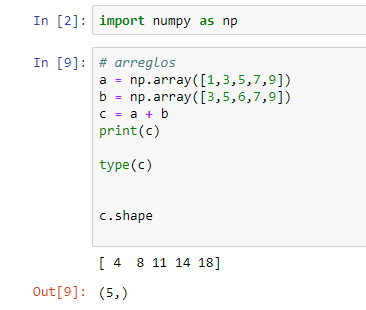 In [2]: import numpy as np
In [9]: # arreglos
a = np.array([1,3,5,7,9])
b = np.array([3,5,6,7,9])
c = a + b
print(c)
type(c)
c.shape
[ 4  8 11 14 18]
Out[9]: (5,)